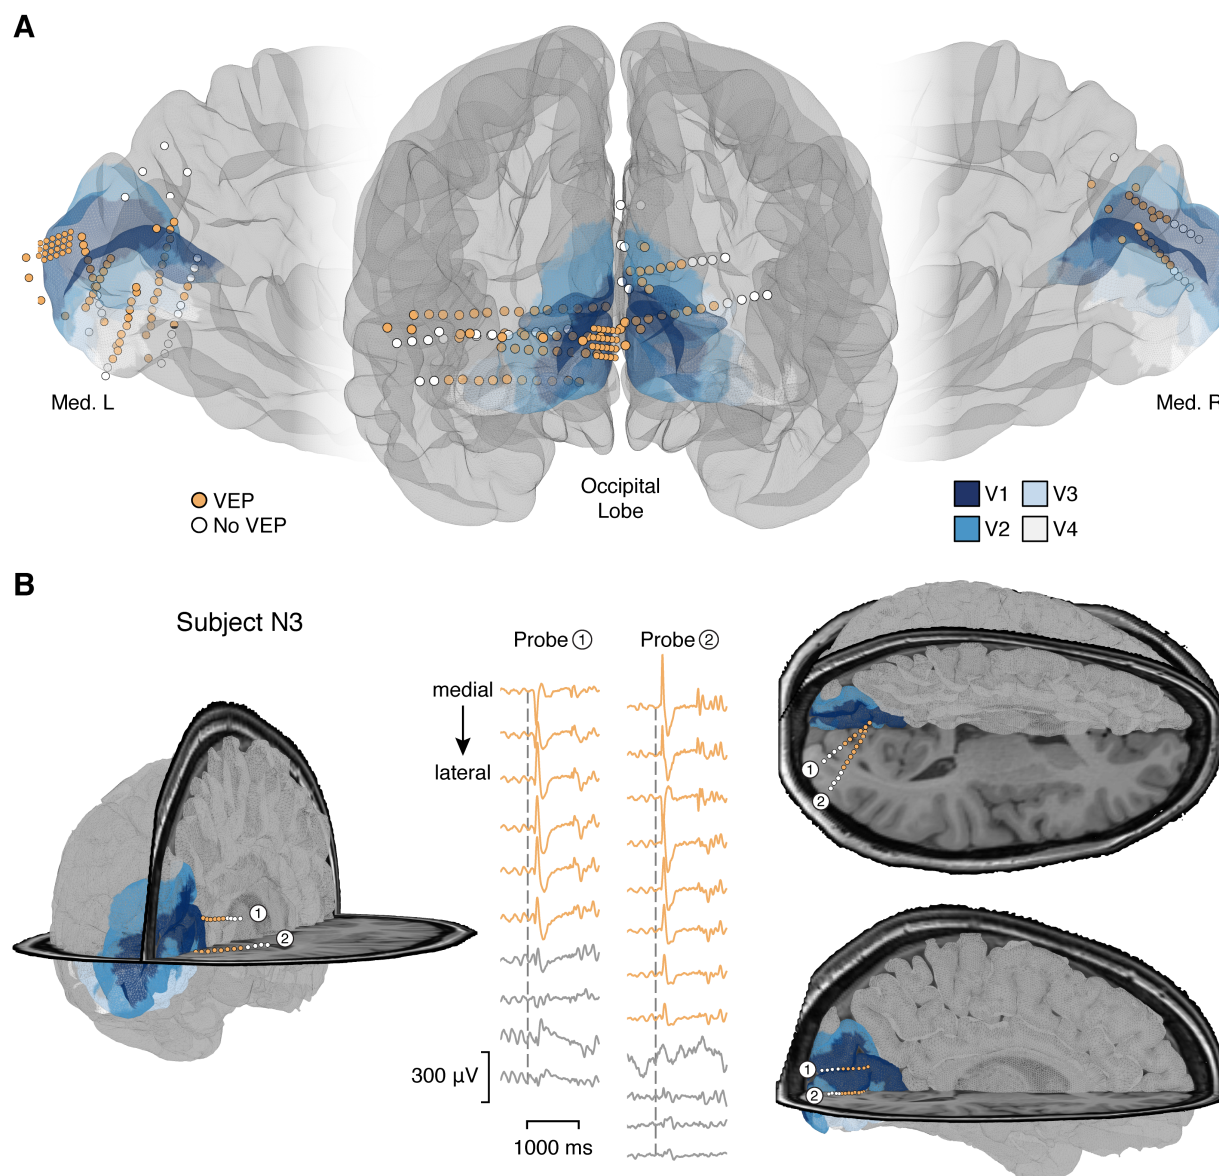 A
Med. L
Med. R
Occipital
Lobe
VEP
No VEP
V1
V3
V2
V4
B
Subject N3
Probe 1
Probe 2
medial
lateral
300 µV
1000 ms
1
2
1
2
1
2